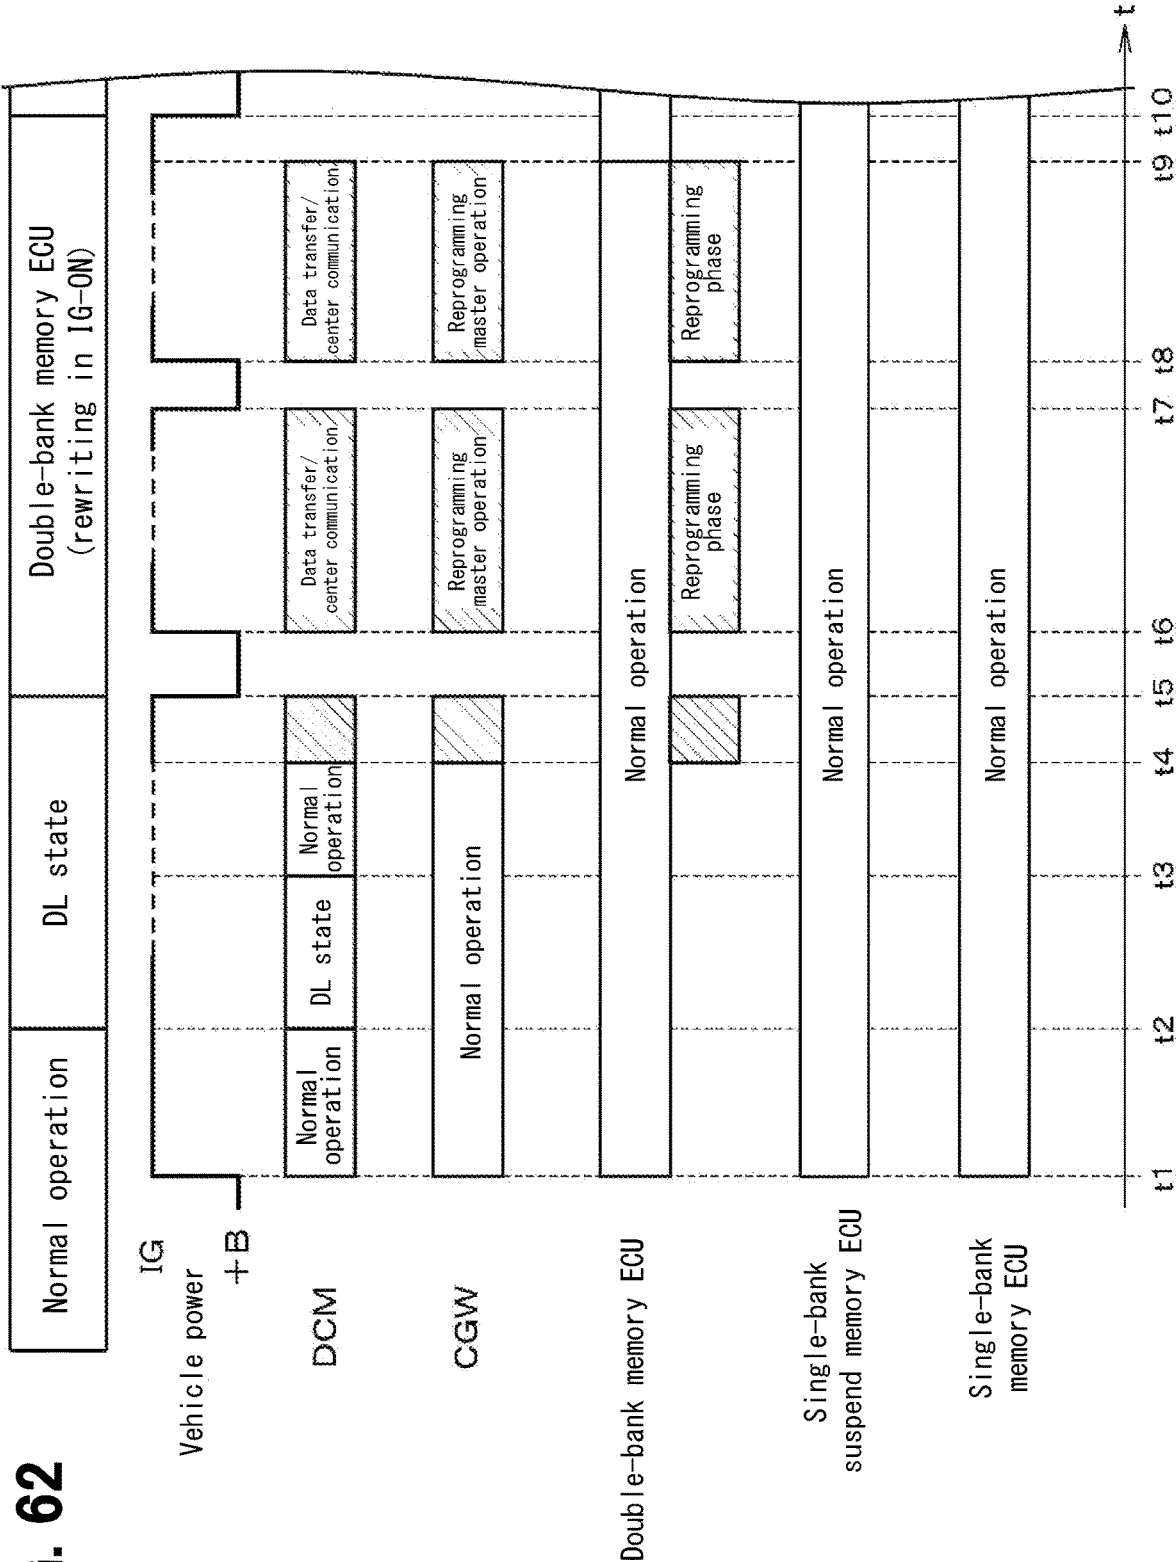 62
Normal operation
DL state
Double-bank memory ECU
(rewriting in IG-ON)
IG
Vehicle power
+B
DCM
Normal
operation
DL state
Normal
operation
Data transfer/
center communication
Data transfer/
center communication
CGW
Normal operation
Reprogramming
master operation
Reprogramming
master operation
Double-bank memory ECU
Normal operation
Reprogramming
phase
Reprogramming
phase
Single-bank
suspend memory ECU
Normal operation
Single-bank
memory ECU
Normal operation
t1 t2 t3 t4 t5 t6 t7 t8 t9 t10
t